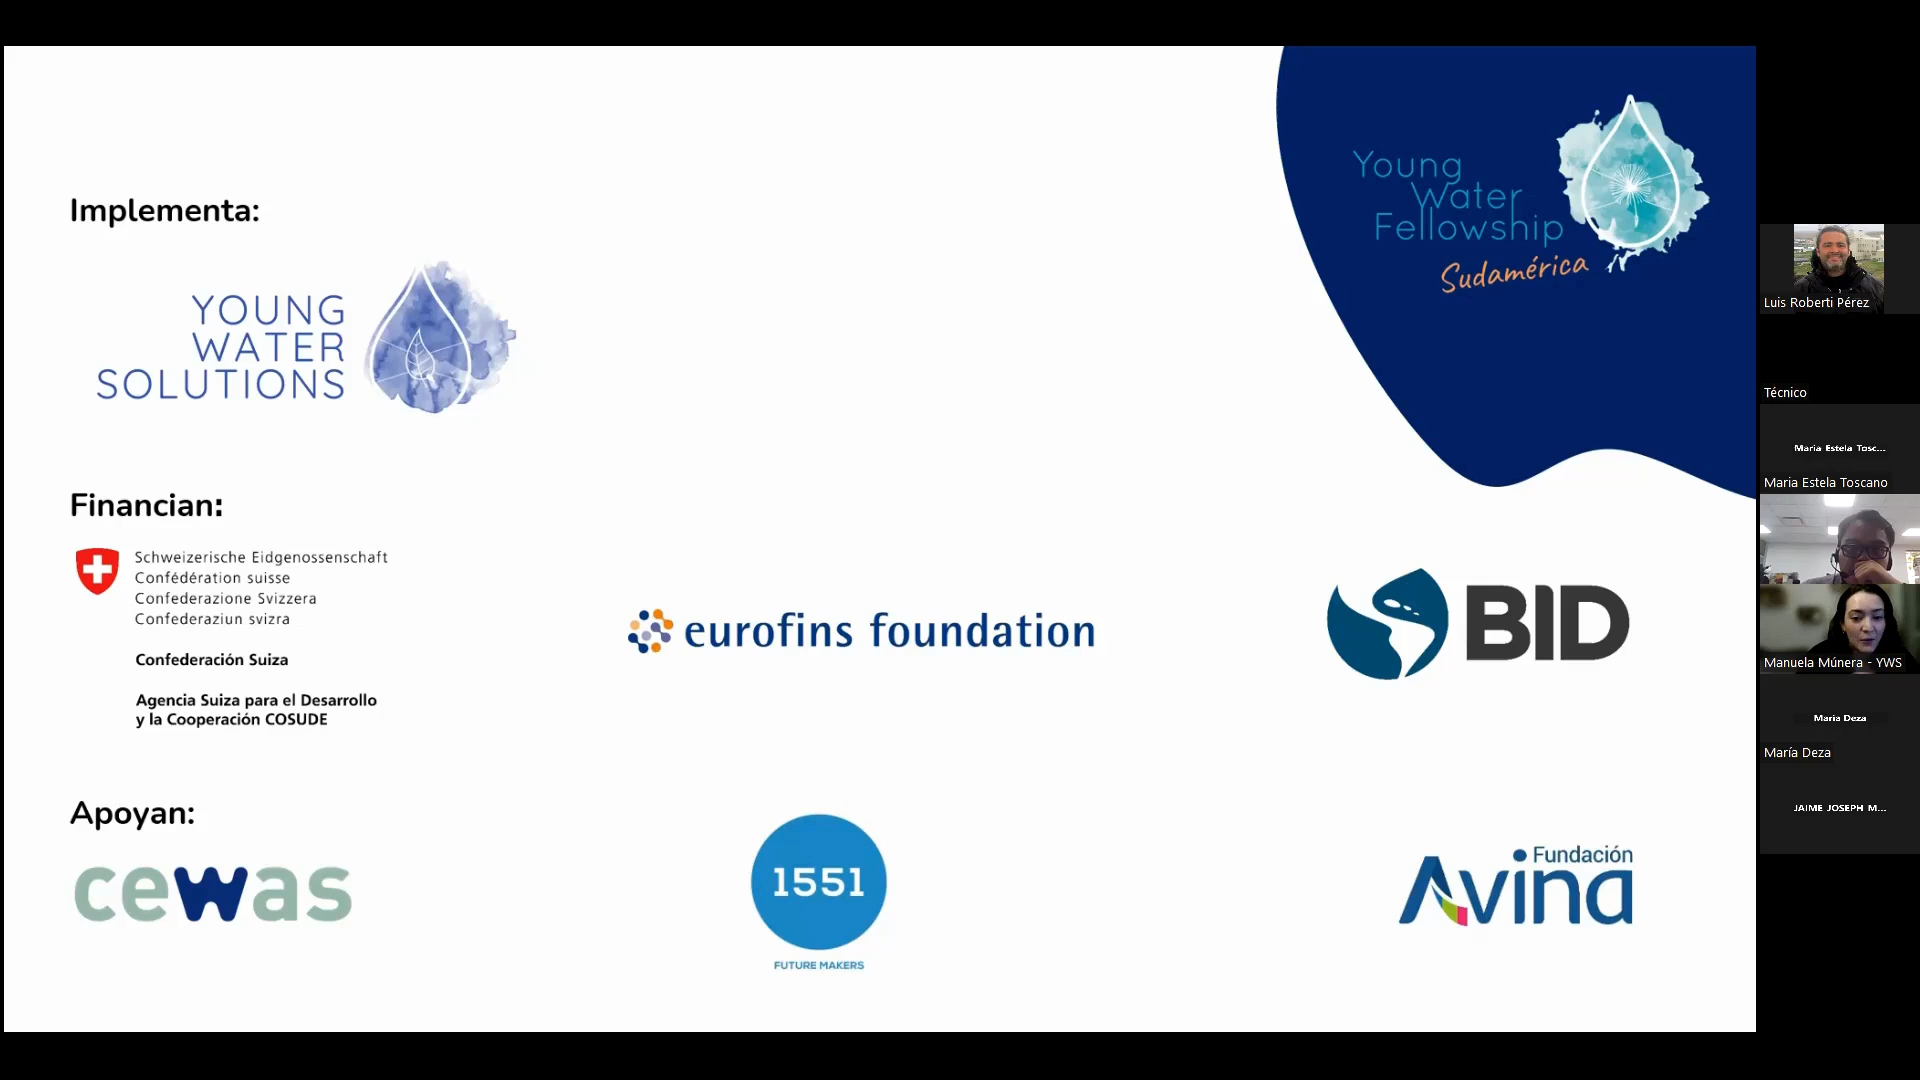 Young
Water
Fellowship
Sudamérica
Implementa:
YOUNG
WATER
SOLUTIONS
Financian:
Schweizerische Eidgenossenschaft
Confédération suisse
Confederazione Svizzera
Confederaziun svizra
Confederación Suiza
Agencia Suiza para el Desarrollo
y la Cooperación COSUDE
eurofins foundation
BID
Apoyan:
cewas
1551
FUTURE MAKERS
Fundación
Avina
Luis Roberti Pérez
Técnico
Maria Estela Tosc...
Maria Estela Toscano
Manuela Múnera - YWS
Maria Deza
María Deza
JAIME JOSEPH M...